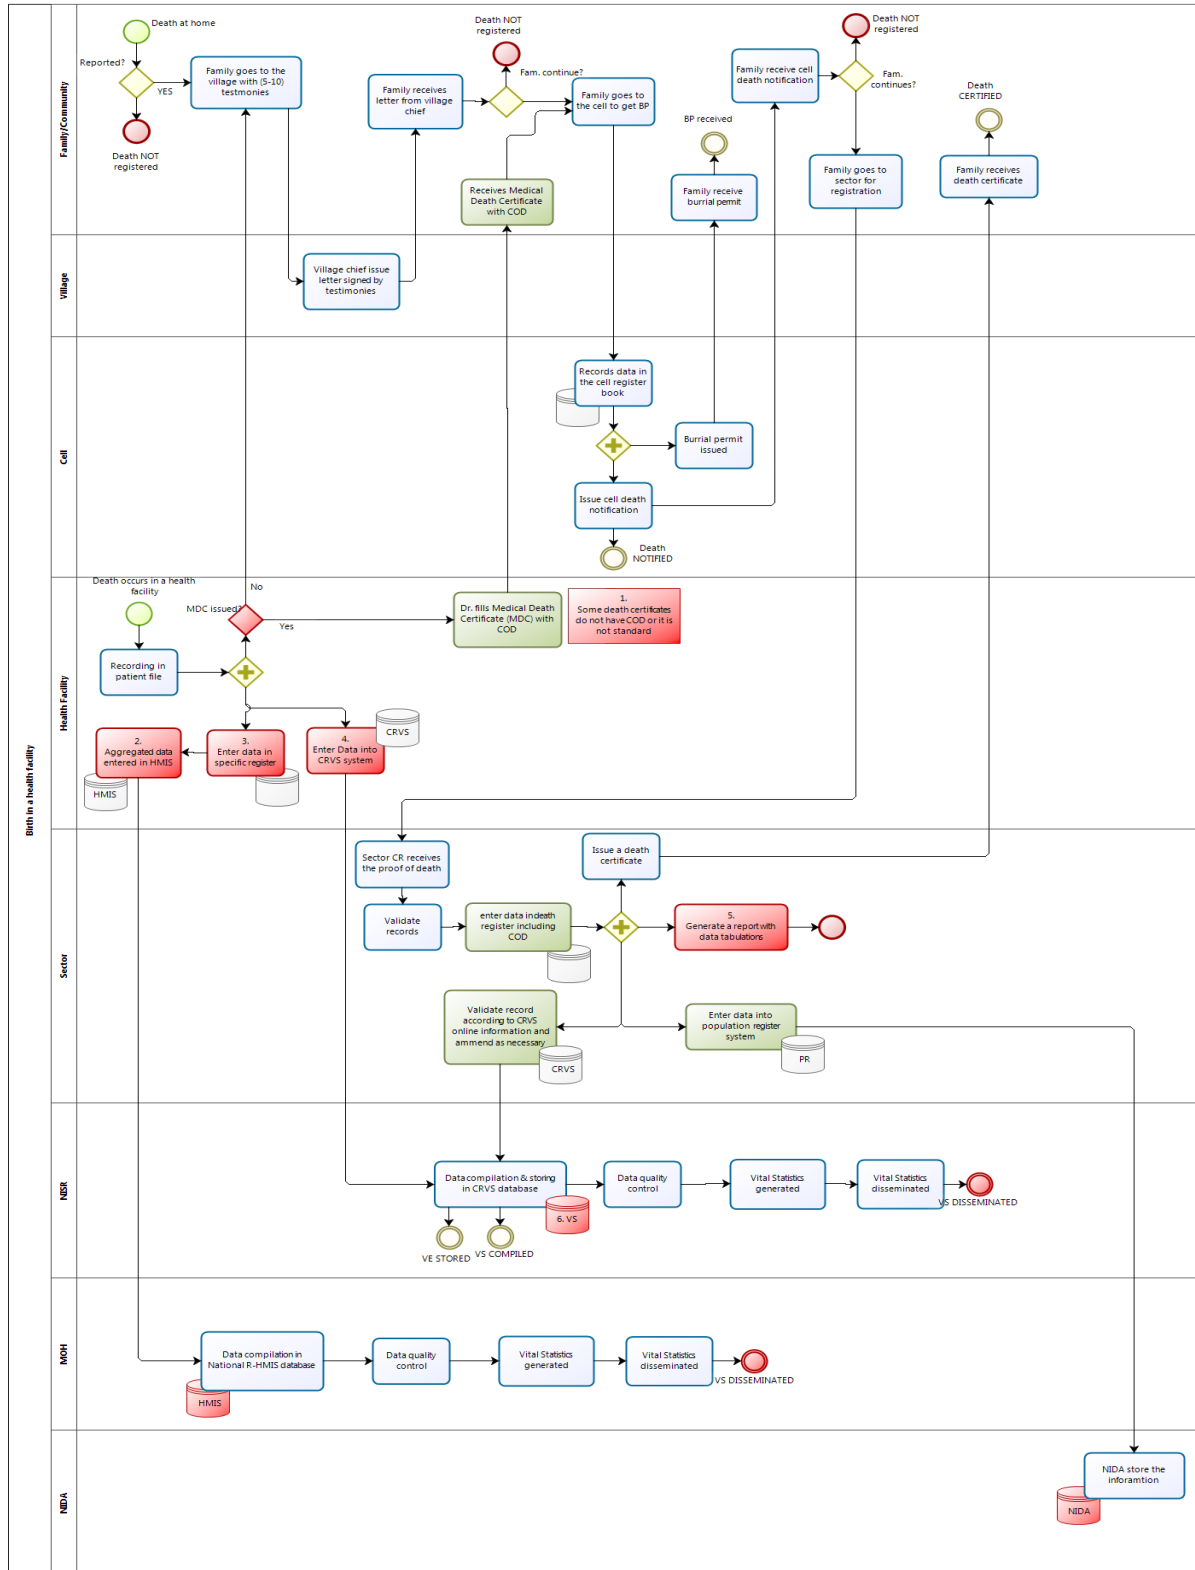 Birth in a health facility
Family/Community
Death at home
Reported?
YES
Death NOT
registered
Family goes to the
village with (5-10)
testmonies
Family receives
letter from village
chief
Death NOT
registered
Fam. continue?
Family goes to
the cell to get BP
Receives Medical
Death Certificate
with COD
BP received
Family receive
burrial permit
Family receive cell
death notification
Death NOT
registered
Fam.
continues?
Family goes to
sector for
registration
Death
CERTIFIED
Family receives
death certificate
Village
Village chief issue
letter signed by
testimonies
Cell
Records data in
the cell register
book
Burrial permit
issued
Issue cell death
notification
Death
NOTIFIED
Health Facility
Death occurs in a health
facility
Recording in
patient file
MDC issued?
No
Yes
Dr. fills Medical Death
Certificate (MDC) with
COD
1.
Some death certificates
do not have COD or it is
not standard
2.
Aggregated data
entered in HMIS
HMIS
3.
Enter data in
specific register
4.
Enter Data into
CRVS system
CRVS
Sector
Sector CR receives
the proof of death
Validate
records
enter data indeath
register including
COD
Issue a death
certificate
5.
Generate a report with
data tabulations
Validate record
according to CRVS
online information and
ammend as necessary
CRVS
Enter data into
population register
system
PR
NISR
Data compilation & storing
in CRVS database
6. VS
VE STORED
VS COMPILED
Data quality
control
Vital Statistics
generated
Vital Statistics
disseminated
VS DISSEMINATED
MOH
Data compilation in
National R-HMIS database
HMIS
Data quality
control
Vital Statistics
generated
Vital Statistics
disseminated
VS DISSEMINATED
NIDA
NIDA store the
inforamtion
NIDA